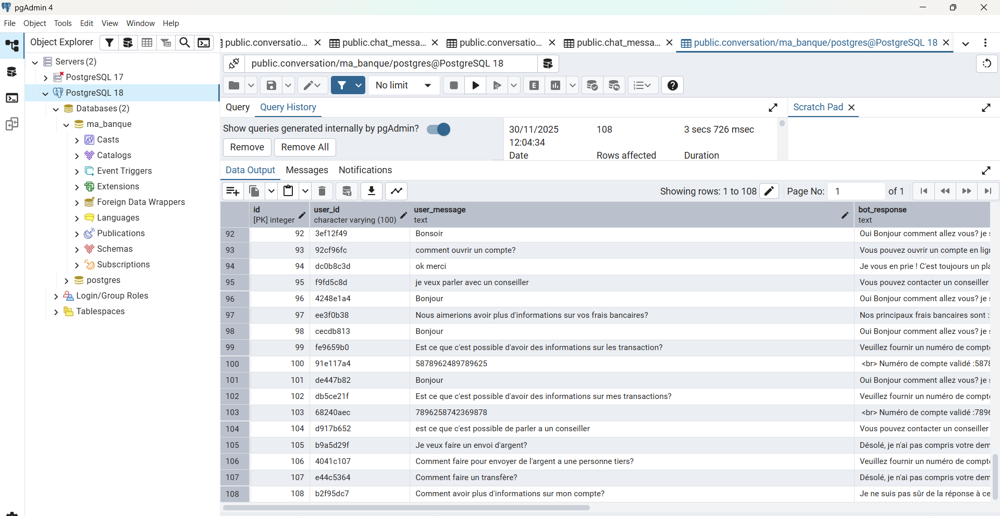 pgAdmin 4
File Object Tools Edit View Window Help
Object Explorer
public.conversatio... public.chat_messa... public.conversatio... public.chat_messa... public.conversation/ma_banque/postgres@PostgreSQL 18
Servers (2)
PostgreSQL 17
PostgreSQL 18
Databases (2)
ma_banque
Casts
Catalogs
Event Triggers
Extensions
Foreign Data Wrappers
Languages
Publications
Schemas
Subscriptions
postgres
Login/Group Roles
Tablespaces
public.conversation/ma_banque/postgres@PostgreSQL 18
No limit
E
Query Query History
Scratch Pad
Show queries generated internally by pgAdmin?
Remove Remove All
30/11/2025 108 3 secs 726 msec
12:04:34
Date Rows affected Duration
Data Output Messages Notifications
Showing rows: 1 to 108 Page No: 1 of 1
id user_id user_message bot_response
[PK] integer character varying (100) text text
92 92 3ef12f49 Bonsoir Oui Bonjour comment allez vous? je
93 93 92cf96fc comment ouvrir un compte? Vous pouvez ouvrir un compte en lig
94 94 dc0b8c3d ok merci Je vous en prie ! C'est toujours un pla
95 95 f9fd5c8d je veux parler avec un conseiller Vous pouvez contacter un conseiller
96 96 4248e1a4 Bonjour Oui Bonjour comment allez vous? je
97 97 ee3f0b38 Nous aimerions avoir plus d'informations sur vos frais bancaires? Nos principaux frais bancaires sont :
98 98 cecdb813 Bonjour Oui Bonjour comment allez vous? je
99 99 fe9659b0 Est ce que c'est possible d'avoir des informations sur les transaction? Veuillez fournir un numéro de compt
100 100 91e117a4 5878962489789625 <br> Numéro de compte validé :5878
101 101 de447b82 Bonjour Oui Bonjour comment allez vous? je
102 102 db5ce21f Est ce que c'est possible d'avoir des informations sur mes transactions? Veuillez fournir un numéro de compt
103 103 68240aec 7896258742369878 <br> Numéro de compte validé :7896
104 104 d917b652 est ce que c'est possible de parler a un conseiller Vous pouvez contacter un conseiller
105 105 b9a5d29f Je veux faire un envoi d'argent? Désolé, je n'ai pas compris votre dem
106 106 4041c107 Comment faire pour envoyer de l'argent a une personne tiers? Veuillez fournir un numéro de compt
107 107 e44c5364 Comment faire un transfère? Désolé, je n'ai pas compris votre dem
108 108 b2f95dc7 Comment avoir plus d'informations sur mon compte? Je ne suis pas sûr de la réponse à ce